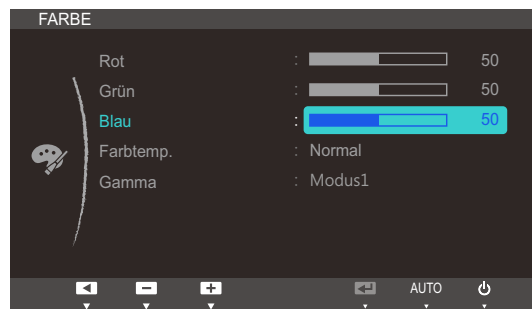 FARBE
Rot : 50
Grün : 50
Blau : 50
Farbtemp. : Normal
Gamma : Modus1
AUTO